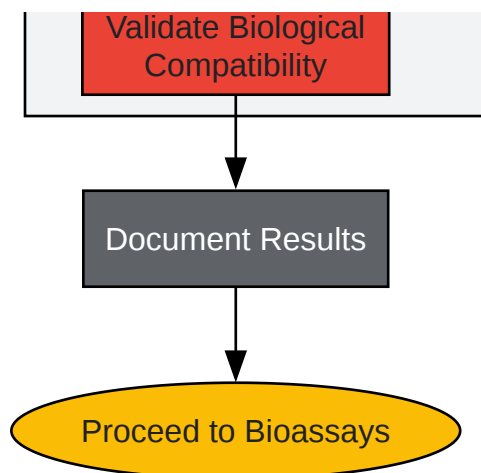 Validate Biological
Compatibility
Document Results
Proceed to Bioassays